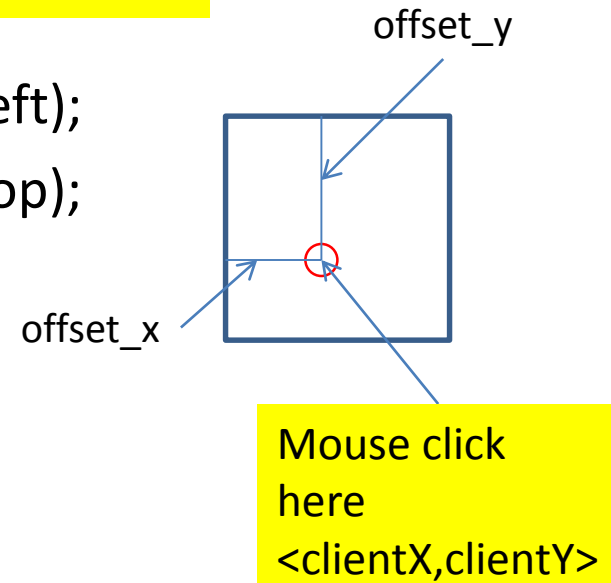 offset_y
eft);
op);
offset_x
Mouse click
here
<clientX,clientY>